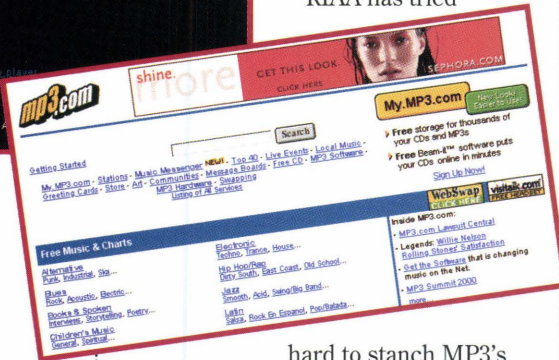 RIAA has tried
player
A
mp3.com
shine.
more
GET THIS LOOK.
CLICK HERE
SEPHORA.COM
My.MP3.com
New Look!
Easier to Use!
Free storage for thousands of
your CDs and MP3s
Free Beam-it™ software puts
your CDs online in minutes
Sign Up Now!
Search
Getting Started
My.MP3.com - Stations - Music Messenger NEW! - Top 40 - Live Events - Local Music -
Greeting Cards - Store - Art - Communities - Message Boards - Free CD - MP3 Software -
MP3 Hardware - Swapping
Listing of All Services
WebSwap
CLICK HERE
visitalk.com
FREE HEADSET
Free Music & Charts
Alternative
Punk, Industrial, Ska...
Blues
Rock, Acoustic, Electric...
Books & Spoken
Interviews, Storytelling, Poetry...
Children's Music
General, Spiritual...
Electronic
Techno, Trance, House...
Hip Hop/Rap
Dirty South, East Coast, Old School...
Jazz
Smooth, Acid, Swing/Big Band...
Latin
Salsa, Rock En Espanol, Pop/Balada...
Inside MP3.com:
- MP3.com Lawsuit Central
- Legends: Willie Nelson
Rolling Stones' Satisfaction
- Get the Software that is changing
music on the Net.
- MP3 Summit 2000
more...
hard to stanch MP3's